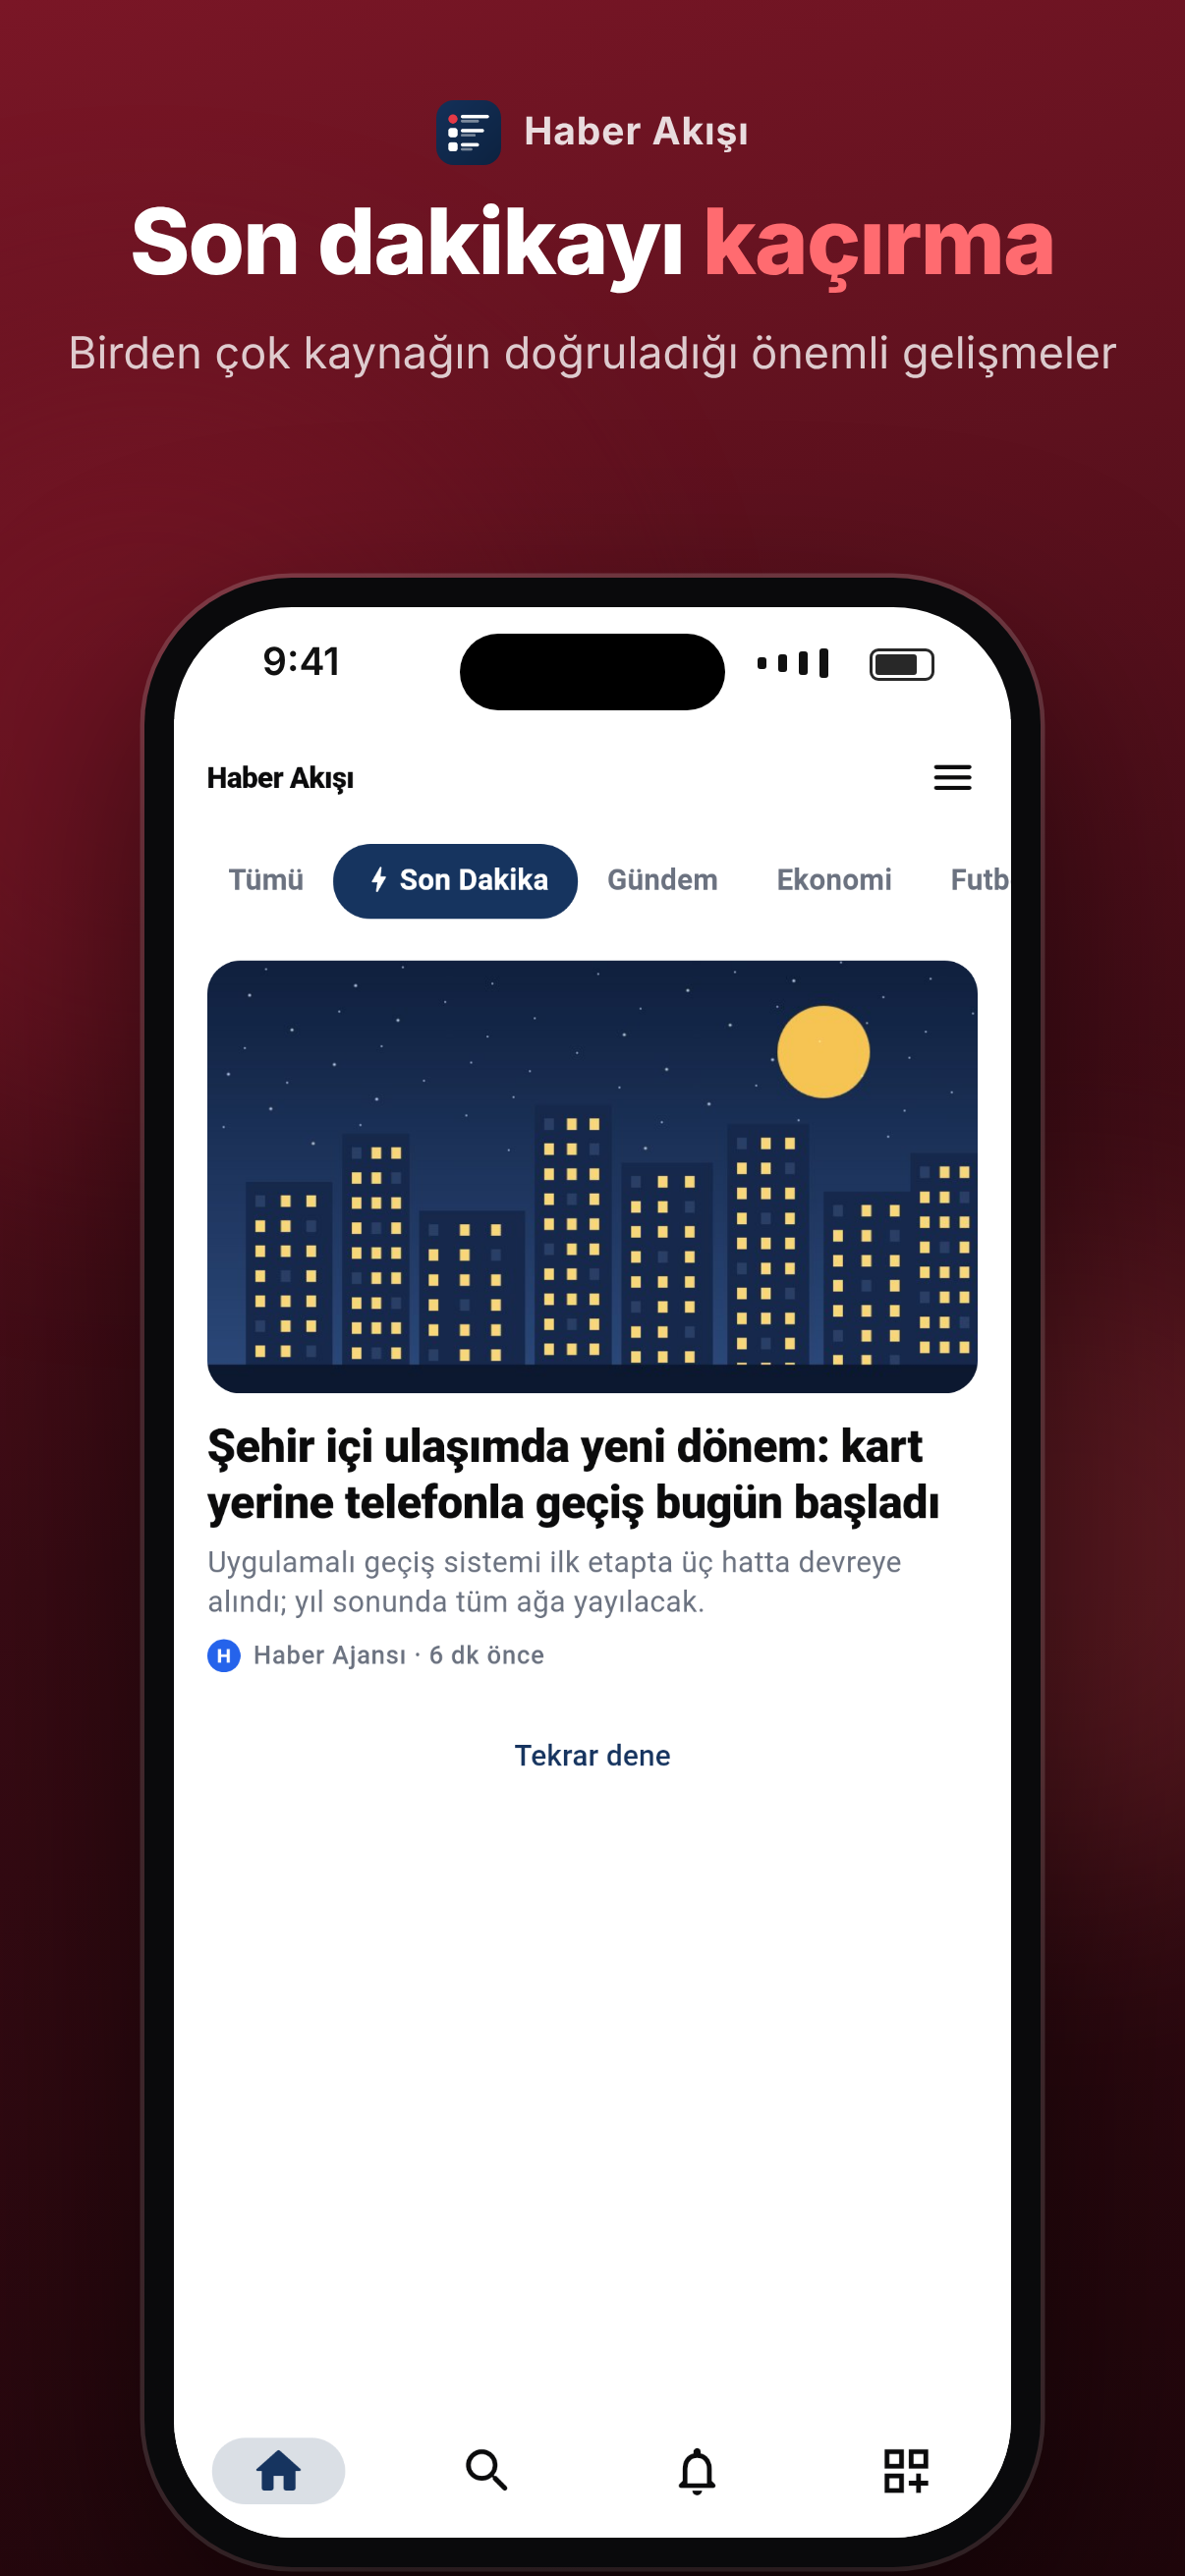 Haber Akışı
Son dakikayı kaçırma
Birden çok kaynağın doğruladığı önemli gelişmeler
9:41
Haber Akışı
Tümü Son Dakika Gündem Ekonomi Futb
Şehir içi ulaşımda yeni dönem: kart
yerine telefonla geçiş bugün başladı
Uygulamalı geçiş sistemi ilk etapta üç hatta devreye
alındı; yıl sonunda tüm ağa yayılacak.
H Haber Ajansı · 6 dk önce
Tekrar dene